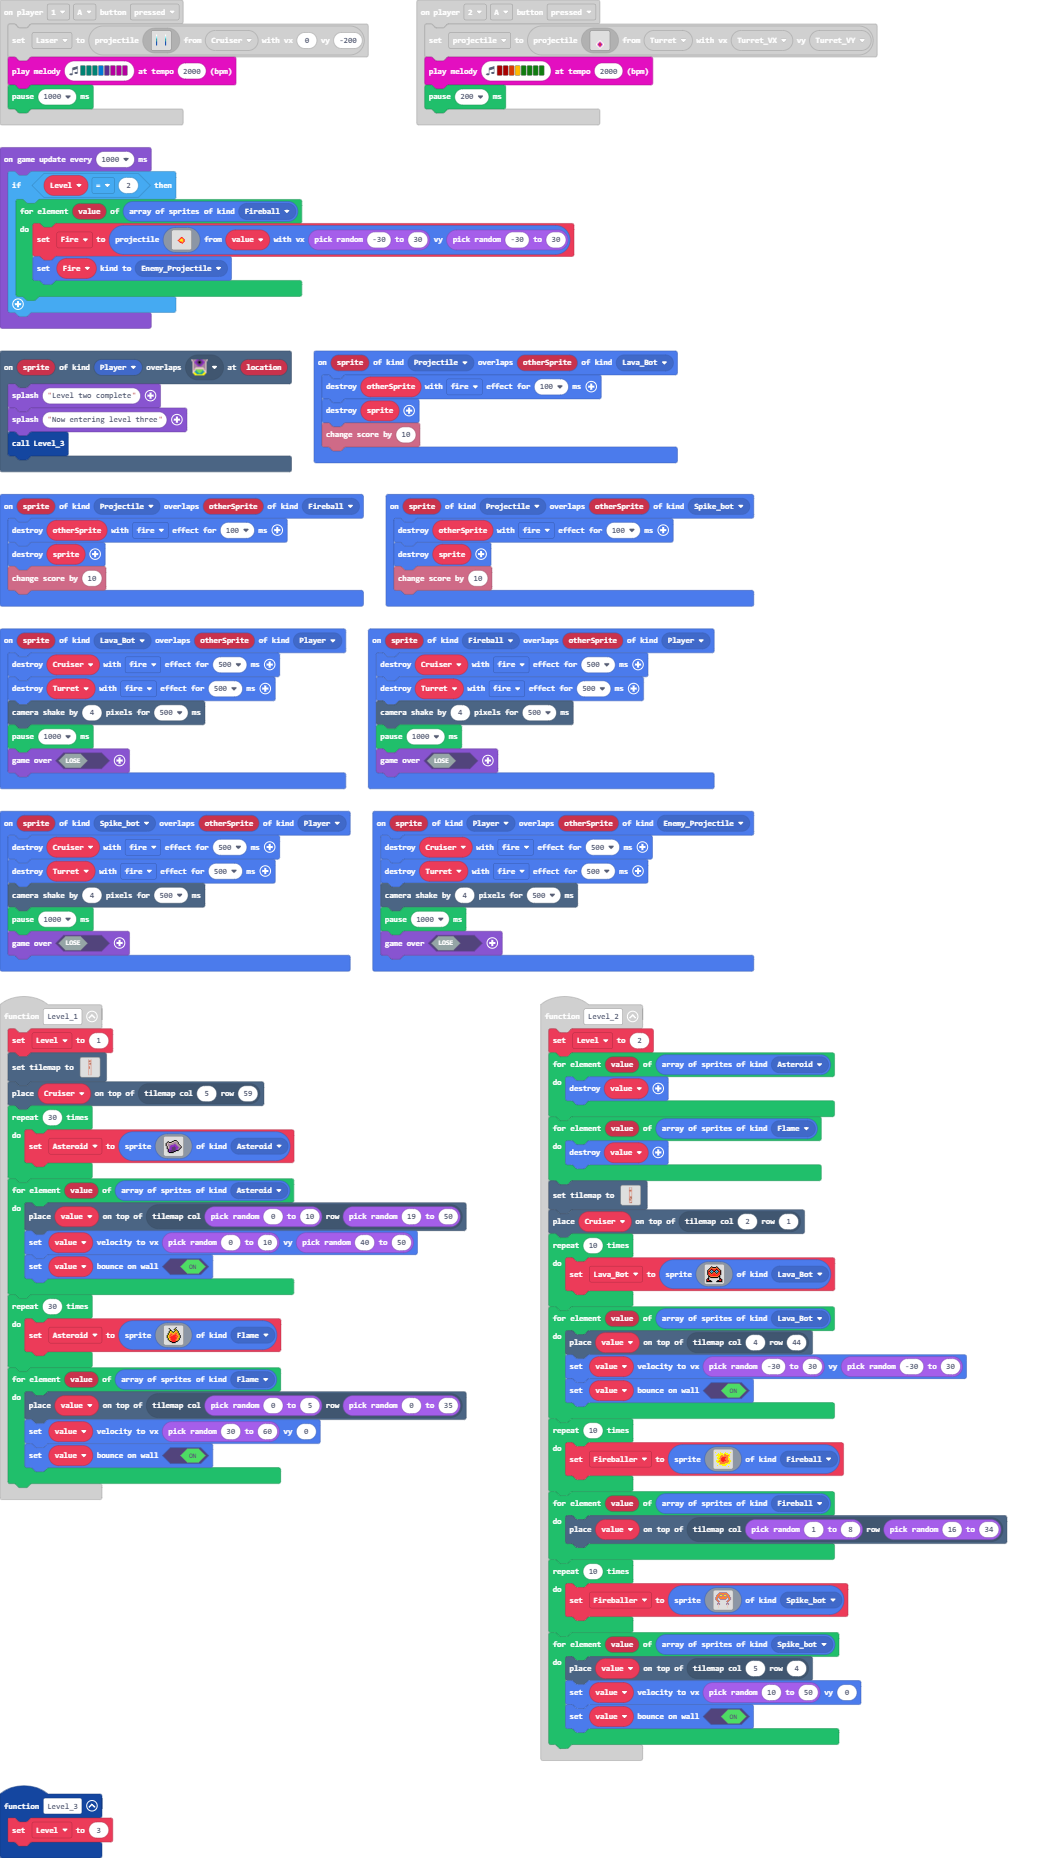 on player 1 A button pressed
set Laser to projectile from Cruiser with vx 0 vy -200
play melody at tempo 2000 (bpm)
pause 1000 ms
on player 2 A button pressed
set projectile to projectile from Turret with vx Turret_VX vy Turret_VY
play melody at tempo 2000 (bpm)
pause 200 ms
on game update every 1000 ms
if Level = 2 then
for element value of array of sprites of kind Fireball
do
set Fire to projectile from value with vx pick random -30 to 30 vy pick random -30 to 30
set Fire kind to Enemy_Projectile
on sprite of kind Player overlaps at location
splash "Level two complete"
splash "Now entering level three"
call Level_3
on sprite of kind Projectile overlaps otherSprite of kind Lava_Bot
destroy otherSprite with fire effect for 100 ms
destroy sprite
change score by 10
on sprite of kind Projectile overlaps otherSprite of kind Fireball
destroy otherSprite with fire effect for 100 ms
destroy sprite
change score by 10
on sprite of kind Projectile overlaps otherSprite of kind Spike_bot
destroy otherSprite with fire effect for 100 ms
destroy sprite
change score by 10
on sprite of kind Lava_Bot overlaps otherSprite of kind Player
destroy Cruiser with fire effect for 500 ms
destroy Turret with fire effect for 500 ms
camera shake by 4 pixels for 500 ms
pause 1000 ms
game over LOSE
on sprite of kind Fireball overlaps otherSprite of kind Player
destroy Cruiser with fire effect for 500 ms
destroy Turret with fire effect for 500 ms
camera shake by 4 pixels for 500 ms
pause 1000 ms
game over LOSE
on sprite of kind Spike_bot overlaps otherSprite of kind Player
destroy Cruiser with fire effect for 500 ms
destroy Turret with fire effect for 500 ms
camera shake by 4 pixels for 500 ms
pause 1000 ms
game over LOSE
on sprite of kind Player overlaps otherSprite of kind Enemy_Projectile
destroy Cruiser with fire effect for 500 ms
destroy Turret with fire effect for 500 ms
camera shake by 4 pixels for 500 ms
pause 1000 ms
game over LOSE
function Level_1
set Level to 1
set tilemap to
place Cruiser on top of tilemap col 5 row 59
repeat 30 times
do
set Asteroid to sprite of kind Asteroid
for element value of array of sprites of kind Asteroid
do
place value on top of tilemap col pick random 0 to 10 row pick random 19 to 50
set value velocity to vx pick random 0 to 10 vy pick random 40 to 50
set value bounce on wall ON
repeat 30 times
do
set Asteroid to sprite of kind Flame
for element value of array of sprites of kind Flame
do
place value on top of tilemap col pick random 0 to 5 row pick random 0 to 35
set value velocity to vx pick random 30 to 60 vy 0
set value bounce on wall ON
function Level_2
set Level to 2
for element value of array of sprites of kind Asteroid
do
destroy value
for element value of array of sprites of kind Flame
do
destroy value
set tilemap to
place Cruiser on top of tilemap col 2 row 1
repeat 10 times
do
set Lava_Bot to sprite of kind Lava_Bot
for element value of array of sprites of kind Lava_Bot
do
place value on top of tilemap col 4 row 44
set value velocity to vx pick random -30 to 30 vy pick random -30 to 30
set value bounce on wall ON
repeat 10 times
do
set Fireballer to sprite of kind Fireball
for element value of array of sprites of kind Fireball
do
place value on top of tilemap col pick random 1 to 8 row pick random 16 to 34
repeat 10 times
do
set Fireballer to sprite of kind Spike_bot
for element value of array of sprites of kind Spike_bot
do
place value on top of tilemap col 5 row 4
set value velocity to vx pick random 10 to 50 vy 0
set value bounce on wall ON
function Level_3
set Level to 3